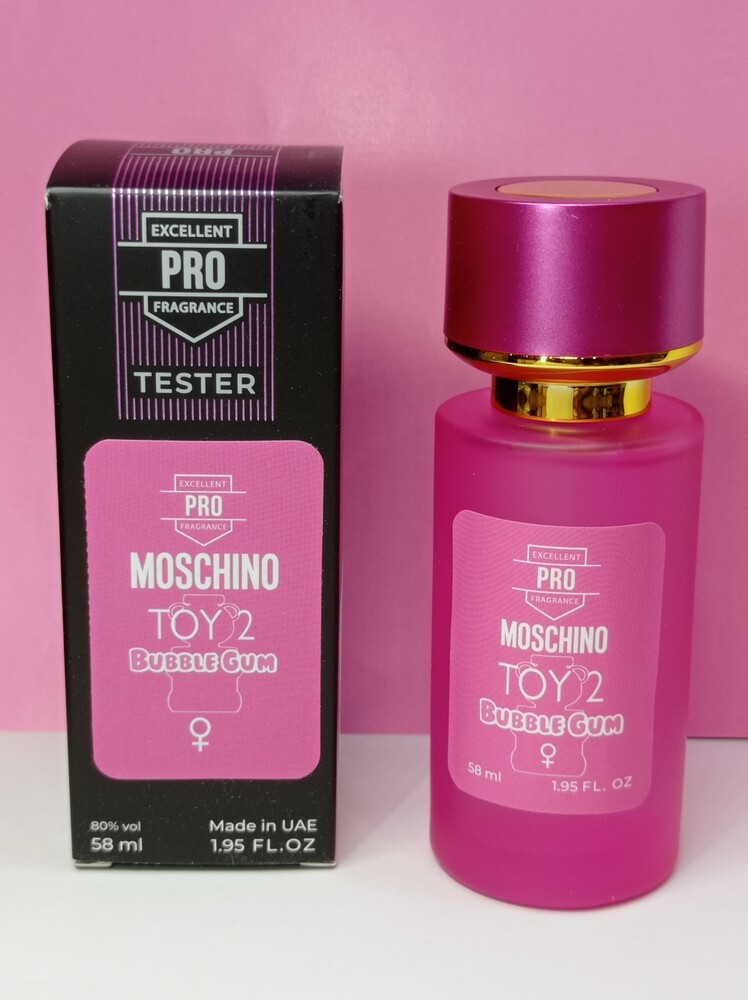 PRO
EXCELLENT
PRO
FRAGRANCE
TESTER
EXCELLENT
PRO
FRAGRANCE
MOSCHINO
TOY 2
BUBBLE GUM
80% vol
58 ml
Made in UAE
1.95 FL.OZ
EXCELLENT
PRO
FRAGRANCE
MOSCHINO
TOY 2
BUBBLE GUM
58 ml
1.95 FL. OZ